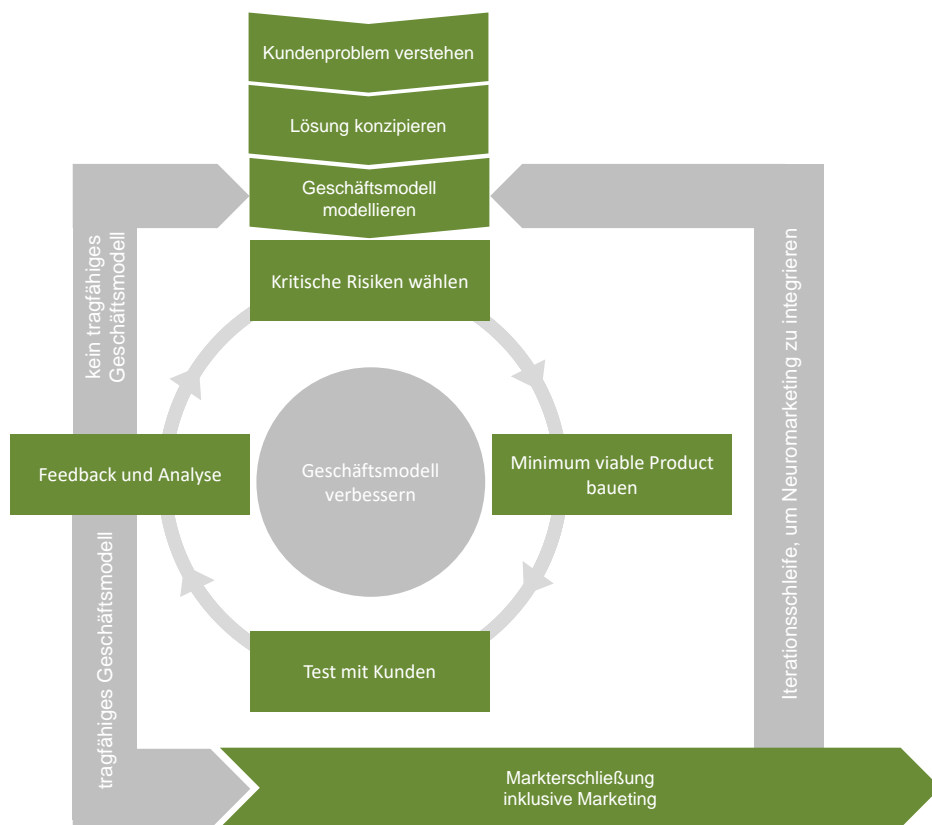 Kundenproblem verstehen
Lösung konzipieren
Geschäftsmodell
modellieren
Kritische Risiken wählen
kein tragfähiges
Geschäftsmodell
Iterationsschleife, um Neuromarketing zu integrieren
Feedback und Analyse
Geschäftsmodell
verbessern
Minimum viable Product
bauen
Test mit Kunden
tragfähiges Geschäftsmodell
Markterschließung
inklusive Marketing